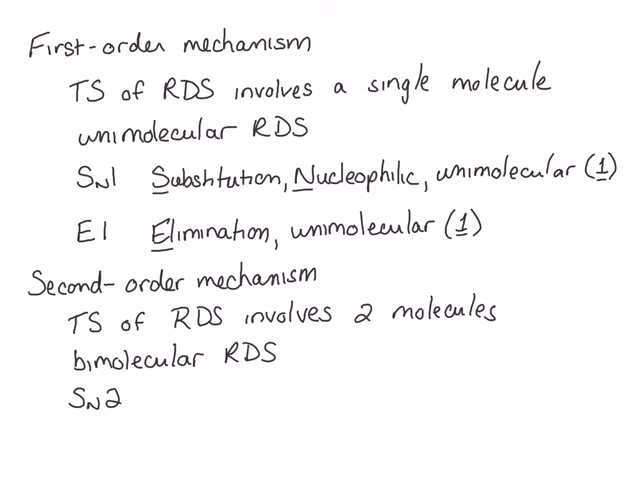 First-order mechanism
TS of RDS involves a single molecule
unimolecular RDS
SN1 Substitution, Nucleophilic, unimolecular (1)
E1 Elimination, unimolecular (1)
Second-order mechanism
TS of RDS involves 2 molecules
bimolecular RDS
SN2